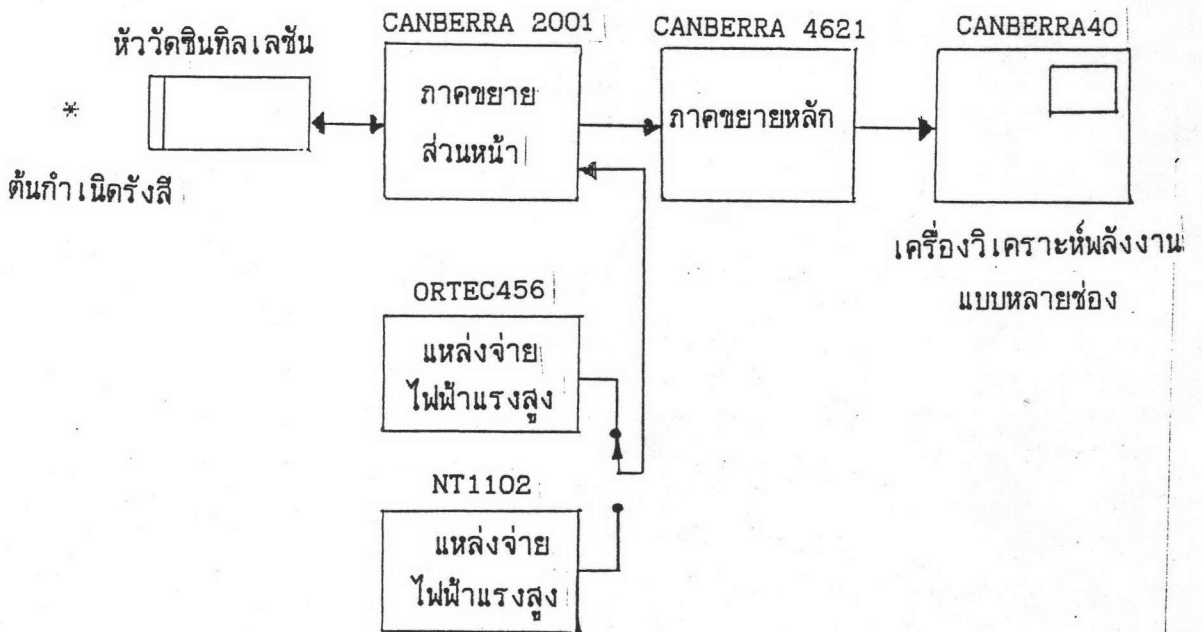 หัววัดซินทิลเลชัน
CANBERRA 2001
CANBERRA 4621
CANBERRA40
*
ต้นกำเนิดรังสี
ภาคขยาย
ส่วนหน้า
ภาคขยายหลัก
เครื่องวิเคราะห์พลังงาน
แบบหลายช่อง
ORTEC456
แหล่งจ่าย
ไฟฟ้าแรงสูง
NT1102
แหล่งจ่าย
ไฟฟ้าแรงสูง